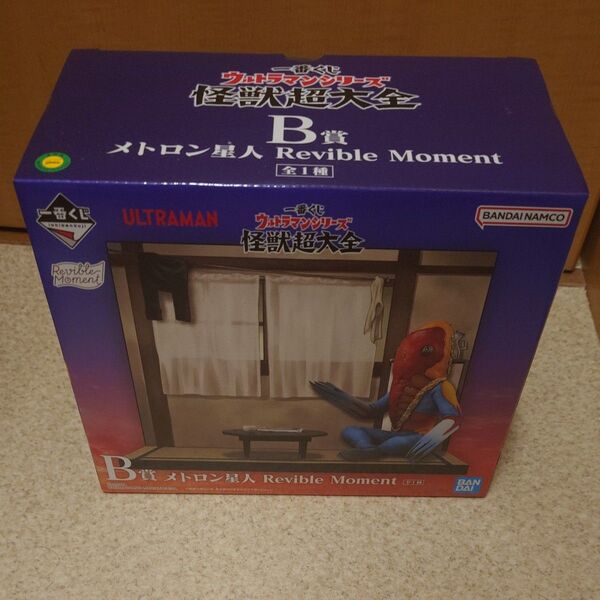 一番くじ
ウルトラマンシリーズ
怪獣超大全
B賞
メトロン星人 Revible Moment
全1種
一番くじ
ULTRAMAN
一番くじ
ウルトラマンシリーズ
怪獣超大全
BANDAI NAMCO
Revible Moment
B賞 メトロン星人 Revible Moment 全1種
BAN
DAI